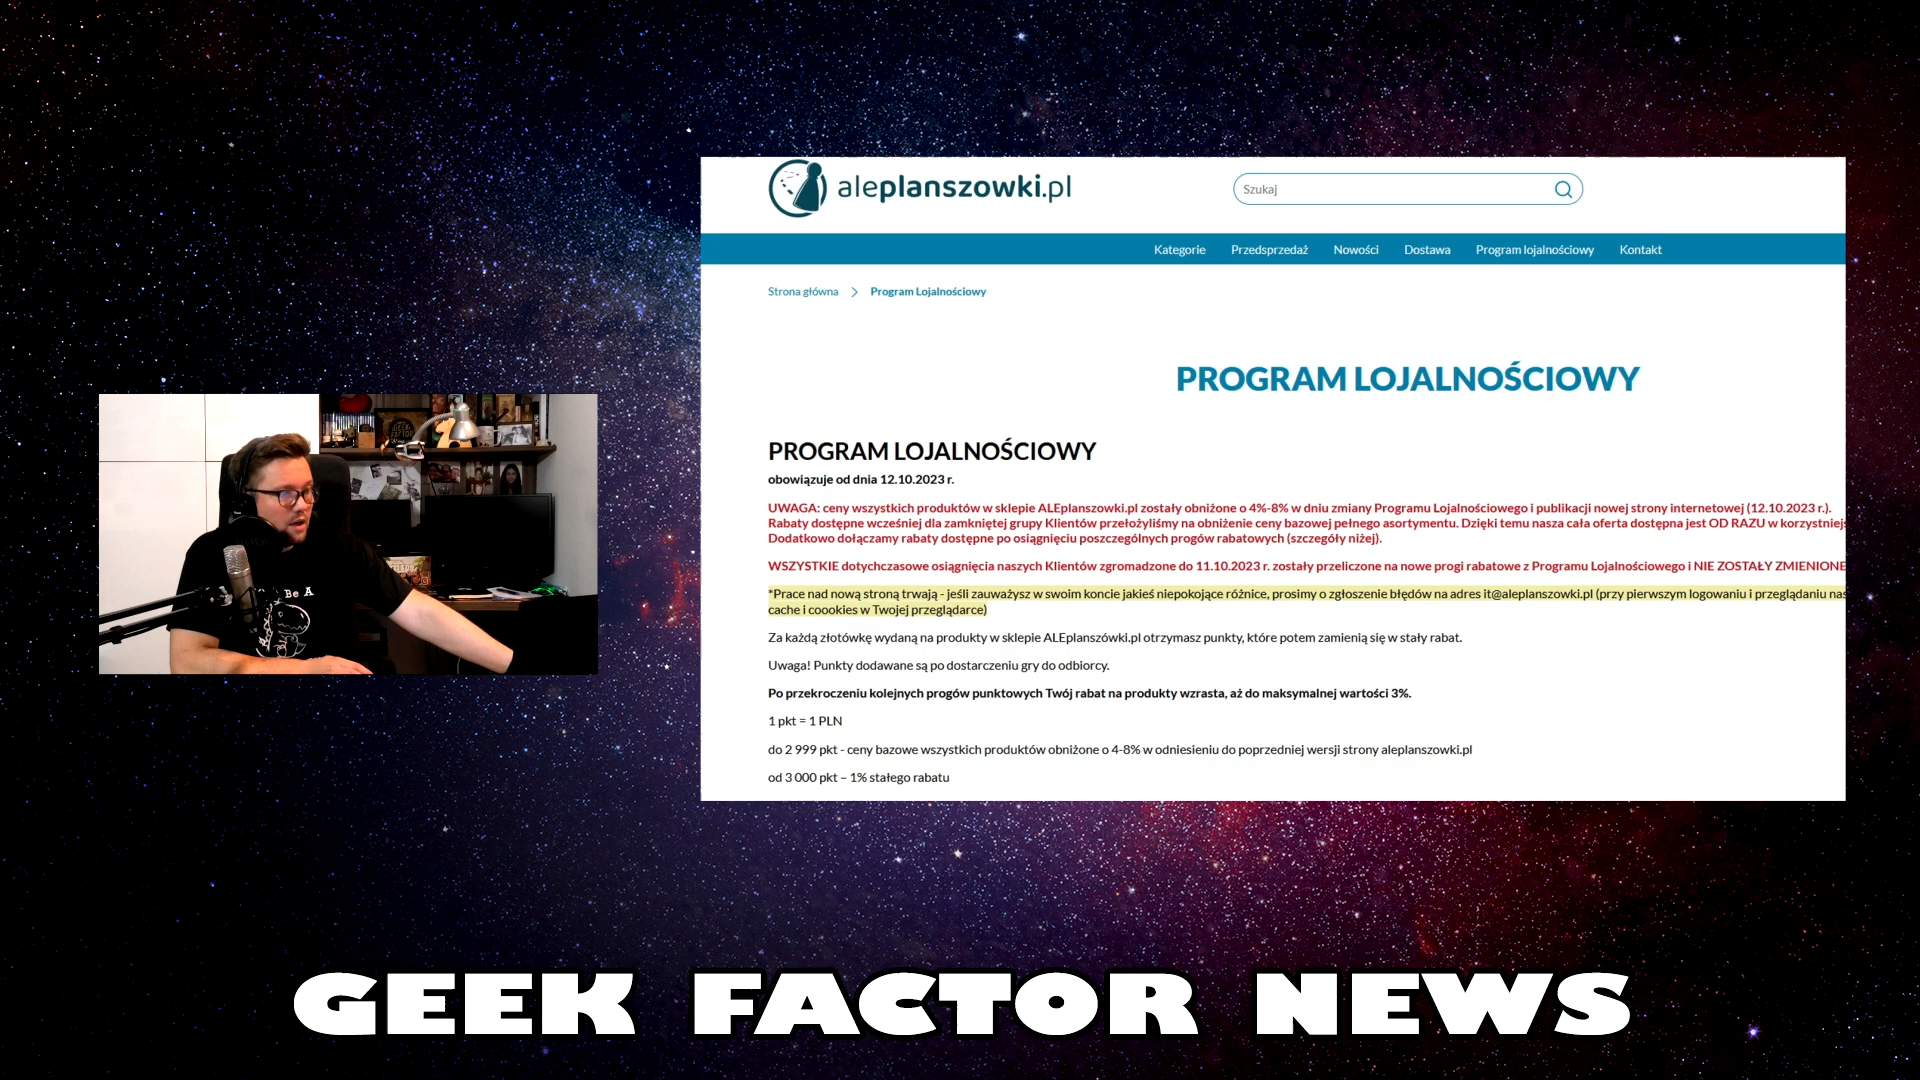 aleplanszowki.pl
Szukaj
Kategorie Przedsprzedaż Nowości Dostawa Program lojalnościowy Kontakt
Strona główna > Program Lojalnościowy
PROGRAM LOJALNOŚCIOWY
PROGRAM LOJALNOŚCIOWY
obowiązuje od dnia 12.10.2023 r.
UWAGA: ceny wszystkich produktów w sklepie ALEplanszowki.pl zostały obniżone o 4%-8% w dniu zmiany Programu Lojalnościowego i publikacji nowej strony internetowej (12.10.2023 r.).
Rabaty dostępne wcześniej dla zamkniętej grupy Klientów przełożyliśmy na obniżenie ceny bazowej pełnego asortymentu. Dzięki temu nasza cała oferta dostępna jest OD RAZU w korzystniejs
Dodatkowo dołączamy rabaty dostępne po osiągnięciu poszczególnych progów rabatowych (szczegóły niżej).
WSZYSTKIE dotychczasowe osiągnięcia naszych Klientów zgromadzone do 11.10.2023 r. zostały przeliczone na nowe progi rabatowe z Programu Lojalnościowego i NIE ZOSTAŁY ZMIENIONE
*Prace nad nową stroną trwają - jeśli zauważysz w swoim koncie jakieś niepokojące różnice, prosimy o zgłoszenie błędów na adres it@aleplanszowki.pl (przy pierwszym logowaniu i przeglądaniu nas
cache i coookies w Twojej przeglądarce)
Za każdą złotówkę wydaną na produkty w sklepie ALEplanszówki.pl otrzymasz punkty, które potem zamienią się w stały rabat.
Uwaga! Punkty dodawane są po dostarczeniu gry do odbiorcy.
Po przekroczeniu kolejnych progów punktowych Twój rabat na produkty wzrasta, aż do maksymalnej wartości 3%.
1 pkt = 1 PLN
do 2 999 pkt - ceny bazowe wszystkich produktów obniżone o 4-8% w odniesieniu do poprzedniej wersji strony aleplanszowki.pl
od 3 000 pkt – 1% stałego rabatu
Be A
GEEK FACTOR NEWS